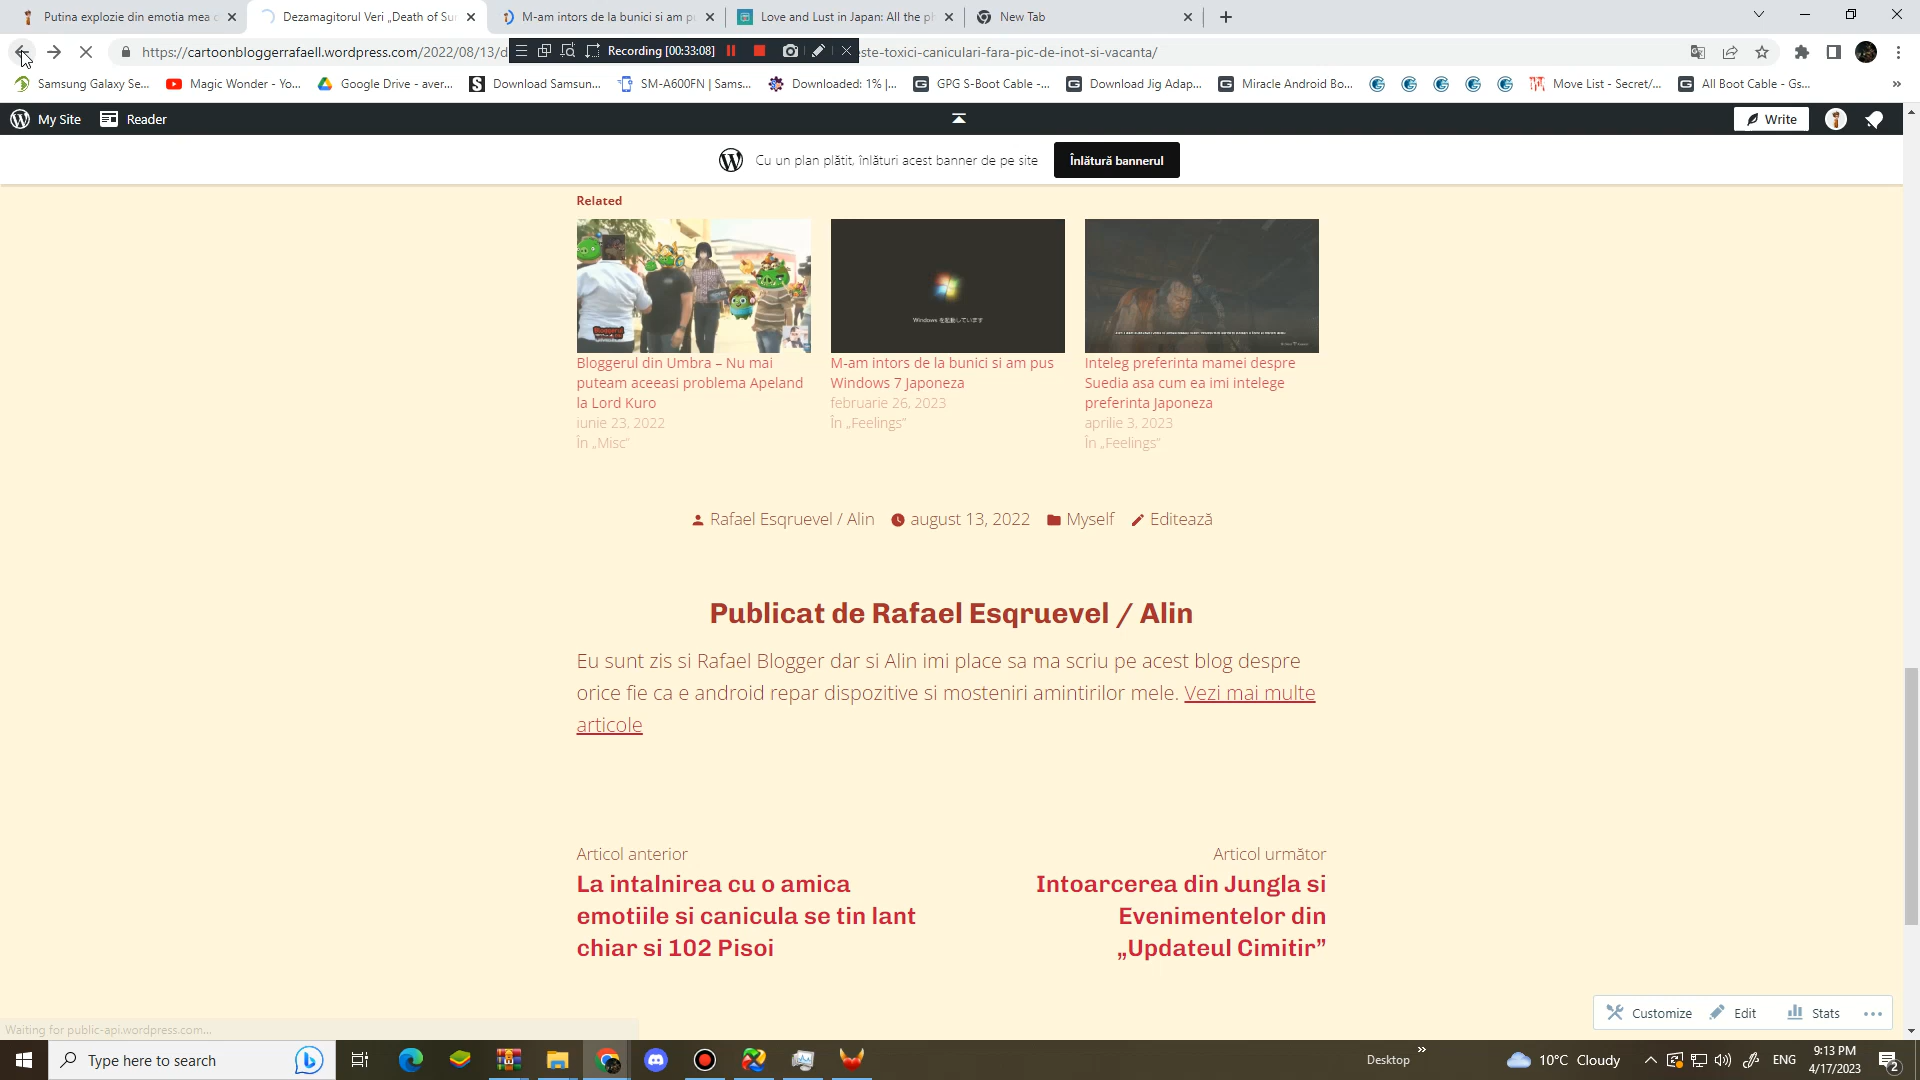 Putina explozie din emotia mea c
Dezamagitorul Veri „Death of Su
M-am intors de la bunici si am p
Love and Lust in Japan: All the p
New Tab
https://cartoonbloggerrafaell.wordpress.com/2022/08/13/d
Recording [00:33:08]
ste-toxici-caniculari-fara-pic-de-inot-si-vacanta/
Samsung Galaxy Se...
Magic Wonder - Yo...
Google Drive - aver...
Download Samsun...
SM-A600FN | Sams...
Downloaded: 1% |...
GPG S-Boot Cable -...
Download Jig Adap...
Miracle Android Bo...
Move List - Secret/...
All Boot Cable - Gs...
My Site
Reader
Write
Cu un plan plătit, înlături acest banner de pe site
Înlătură bannerul
Related
Bloggerul din Umbra – Nu mai
puteam aceeasi problema Apeland
la Lord Kuro
iunie 23, 2022
În „Misc”
Windows を起動しています
M-am intors de la bunici si am pus
Windows 7 Japoneza
februarie 26, 2023
În „Feelings”
Inteleg preferinta mamei despre
Suedia asa cum ea imi intelege
preferinta Japoneza
aprilie 3, 2023
În „Feelings”
Rafael Esqruevel / Alin
august 13, 2022
Myself
Editează
Publicat de Rafael Esqruevel / Alin
Eu sunt zis si Rafael Blogger dar si Alin imi place sa ma scriu pe acest blog despre
orice fie ca e android repar dispozitive si mosteniri amintirilor mele. Vezi mai multe
articole
Articol anterior
La intalnirea cu o amica
emotiile si canicula se tin lant
chiar si 102 Pisoi
Articol următor
Intoarcerea din Jungla si
Evenimentelor din
„Updateul Cimitir”
Customize
Edit
Stats
Waiting for public-api.wordpress.com...
Type here to search
Desktop
10°C Cloudy
ENG
9:13 PM
4/17/2023
2